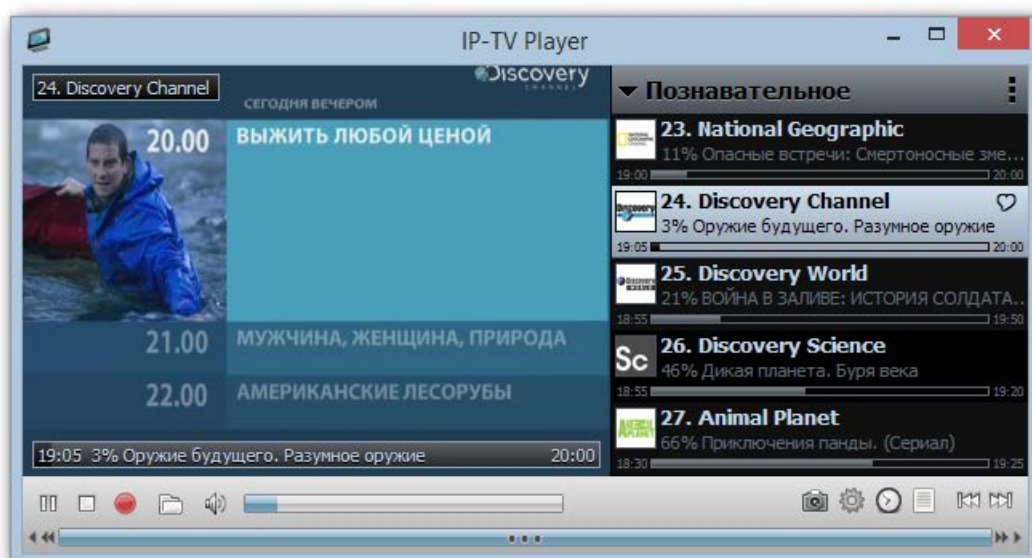 IP-TV Player
24. Discovery Channel
Discovery
CHANNEL
СЕГОДНЯ ВЕЧЕРОМ
20.00 ВЫЖИТЬ ЛЮБОЙ ЦЕНОЙ
21.00 МУЖЧИНА, ЖЕНЩИНА, ПРИРОДА
22.00 АМЕРИКАНСКИЕ ЛЕСОРУБЫ
19:05 3% Оружие будущего. Разумное оружие 20:00
Познавательное
23. National Geographic
11% Опасные встречи: Смертоносные зме...
19:00 20:00
24. Discovery Channel
3% Оружие будущего. Разумное оружие
19:05 20:00
25. Discovery World
21% ВОЙНА В ЗАЛИВЕ: ИСТОРИЯ СОЛДАТА...
18:55 19:50
Sc
26. Discovery Science
46% Дикая планета. Буря века
18:55 19:20
27. Animal Planet
66% Приключения панды. (Сериал)
18:30 19:25